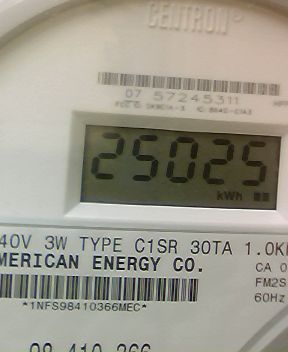 CENTRON®
07 57245311
25025
kWh
40V 3W TYPE C1SR 30TA 1.0K
MERICAN ENERGY CO.
CA 0
FM2S
60Hz
*1NFS98410366MEC*
98 410 366